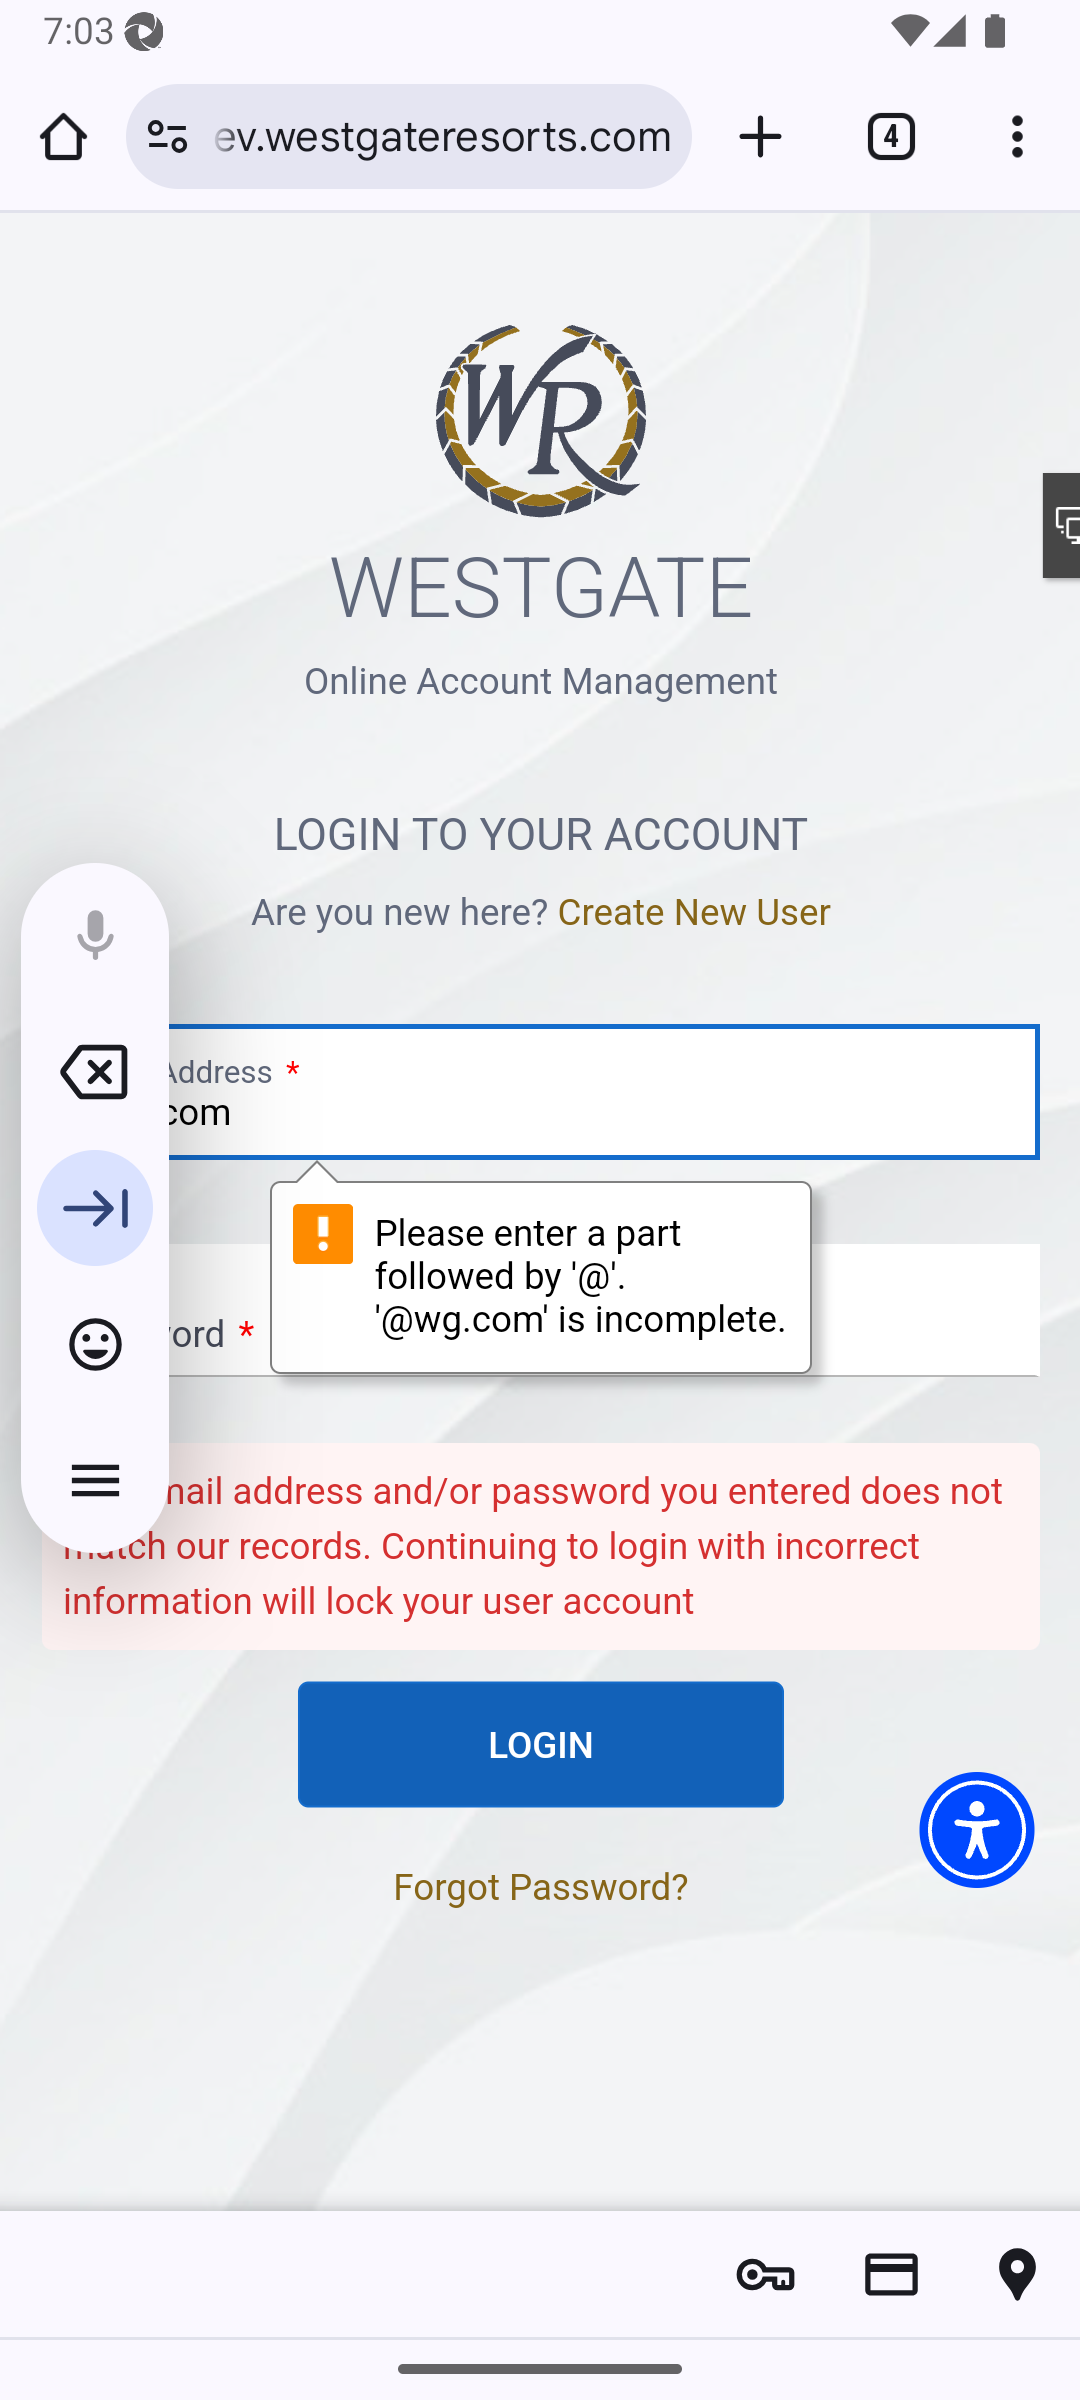 7:03
ev.westgateresorts.com
4
WR
WESTGATE
Online Account Management
LOGIN TO YOUR ACCOUNT
Are you new here? Create New User
Address *
com
Please enter a part
followed by '@'.
'@wg.com' is incomplete.
ord *
mail address and/or password you entered does not
match our records. Continuing to login with incorrect
information will lock your user account
LOGIN
Forgot Password?